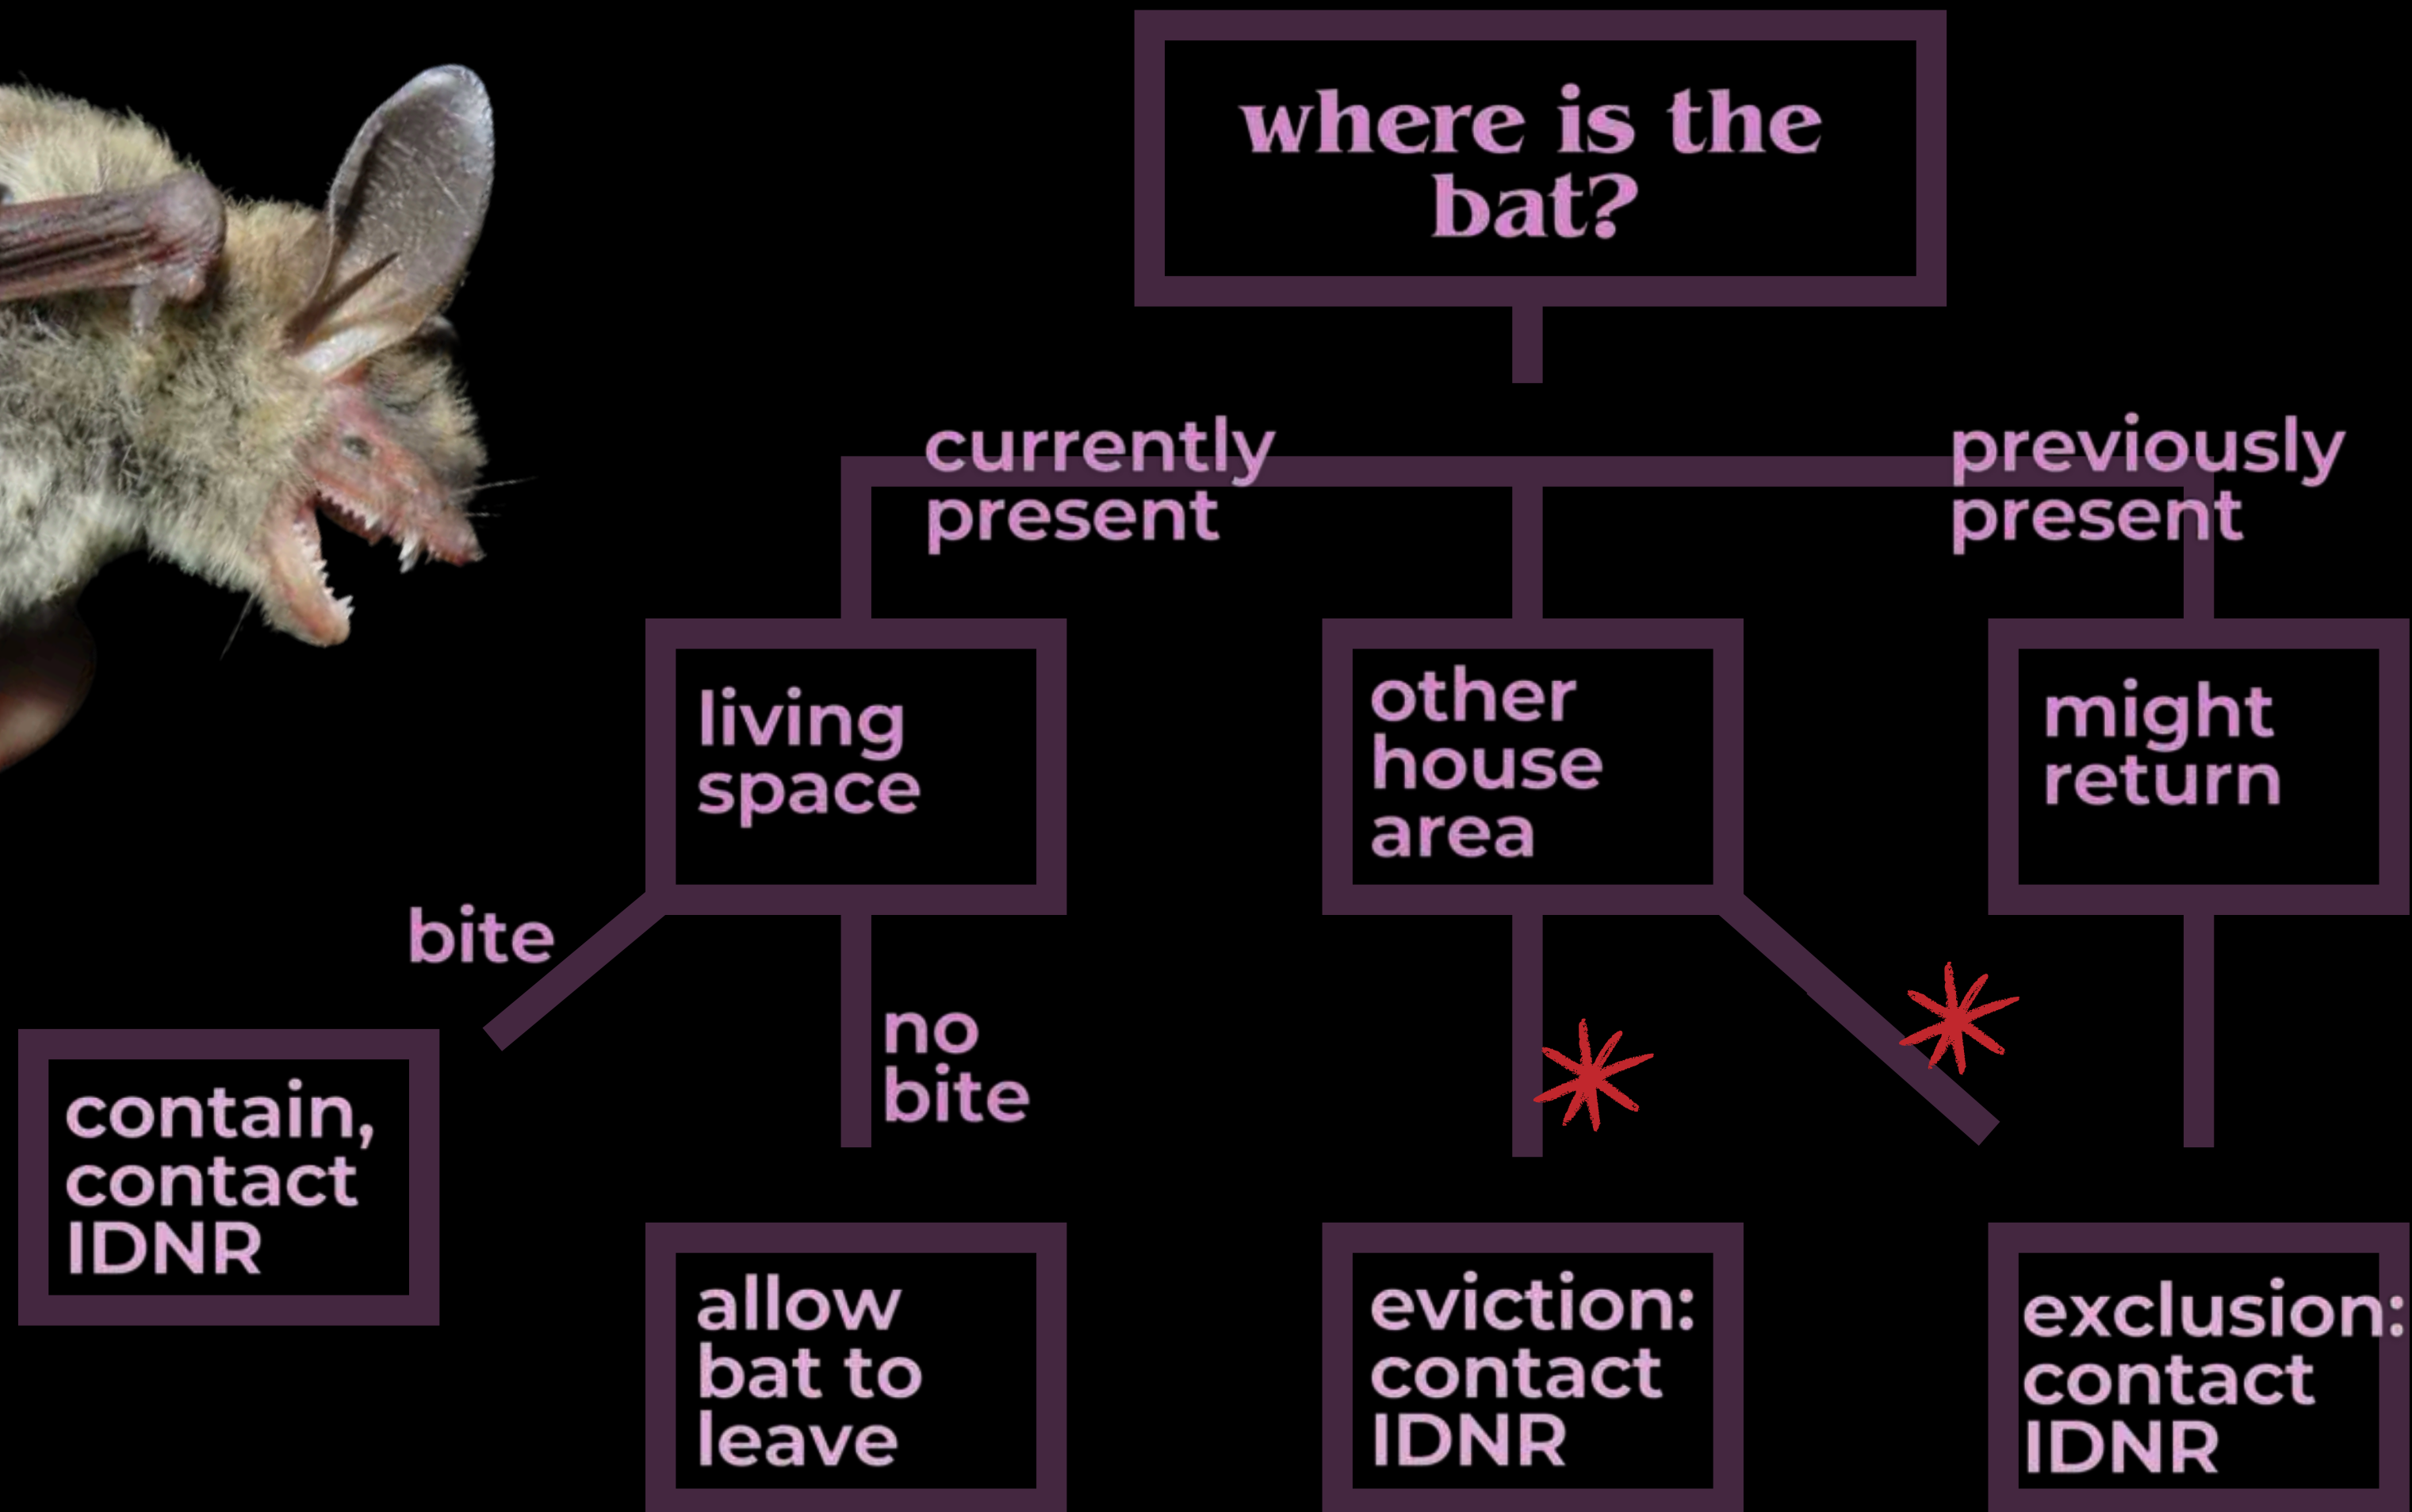 where is the
bat?
currently
present
previously
present
living
space
other
house
area
might
return
bite
no
bite
contain,
contact
IDNR
allow
bat to
leave
eviction:
contact
IDNR
exclusion:
contact
IDNR